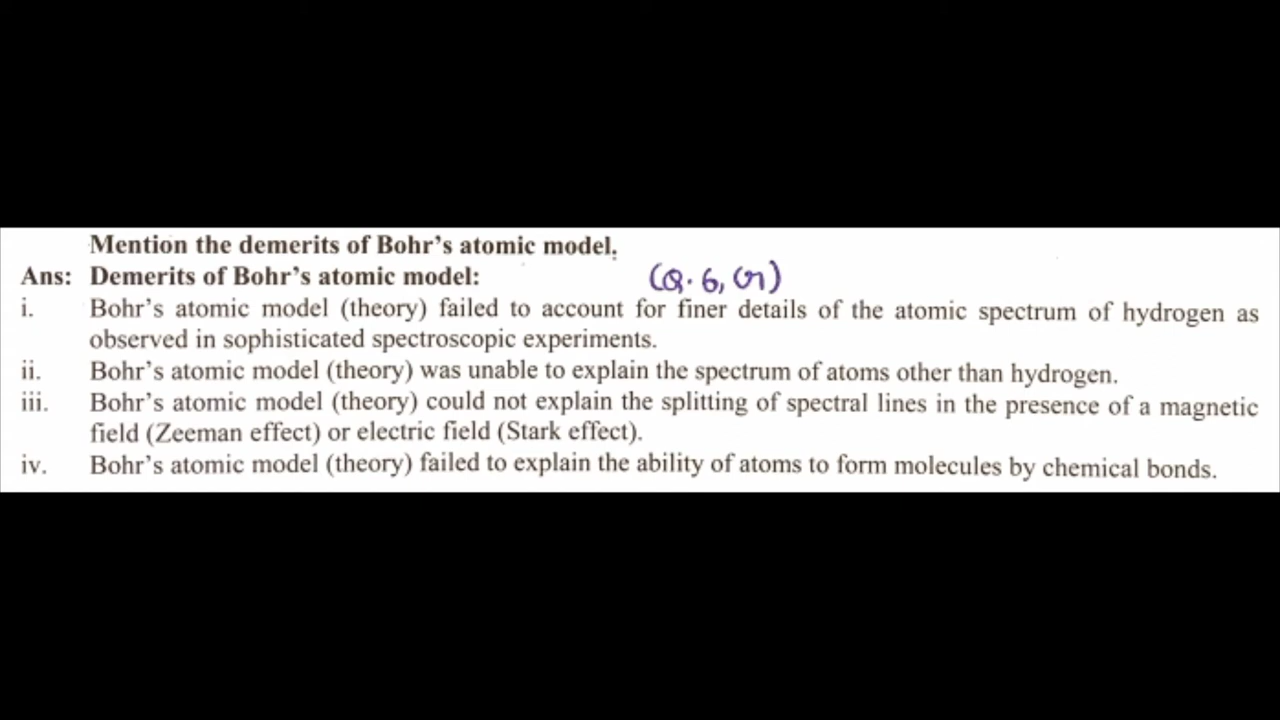 Mention the demerits of Bohr's atomic model.
Ans: Demerits of Bohr's atomic model:
(Q. 6, (ज)
i. Bohr's atomic model (theory) failed to account for finer details of the atomic spectrum of hydrogen as
observed in sophisticated spectroscopic experiments.
ii. Bohr's atomic model (theory) was unable to explain the spectrum of atoms other than hydrogen.
iii. Bohr's atomic model (theory) could not explain the splitting of spectral lines in the presence of a magnetic
field (Zeeman effect) or electric field (Stark effect).
iv. Bohr's atomic model (theory) failed to explain the ability of atoms to form molecules by chemical bonds.